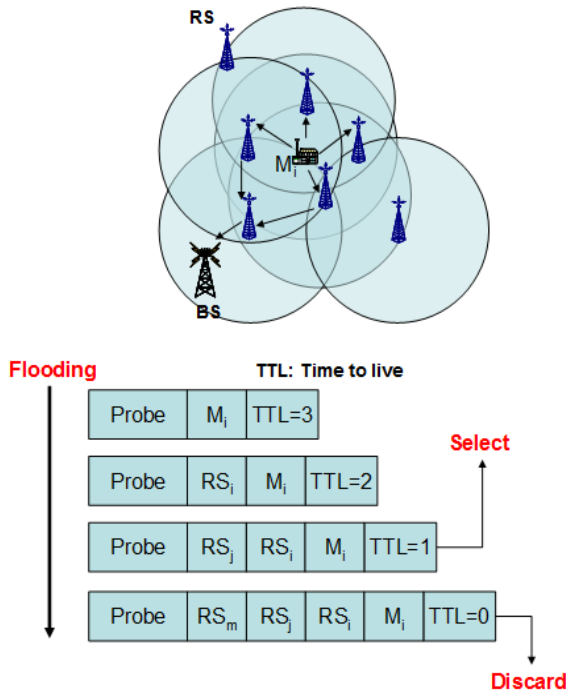 RS
Mᵢ
BS
Flooding
TTL: Time to live
Probe Mᵢ TTL=3
Select
Probe RSᵢ Mᵢ TTL=2
Probe RSⱼ RSᵢ Mᵢ TTL=1
Probe RSₘ RSⱼ RSᵢ Mᵢ TTL=0
Discard